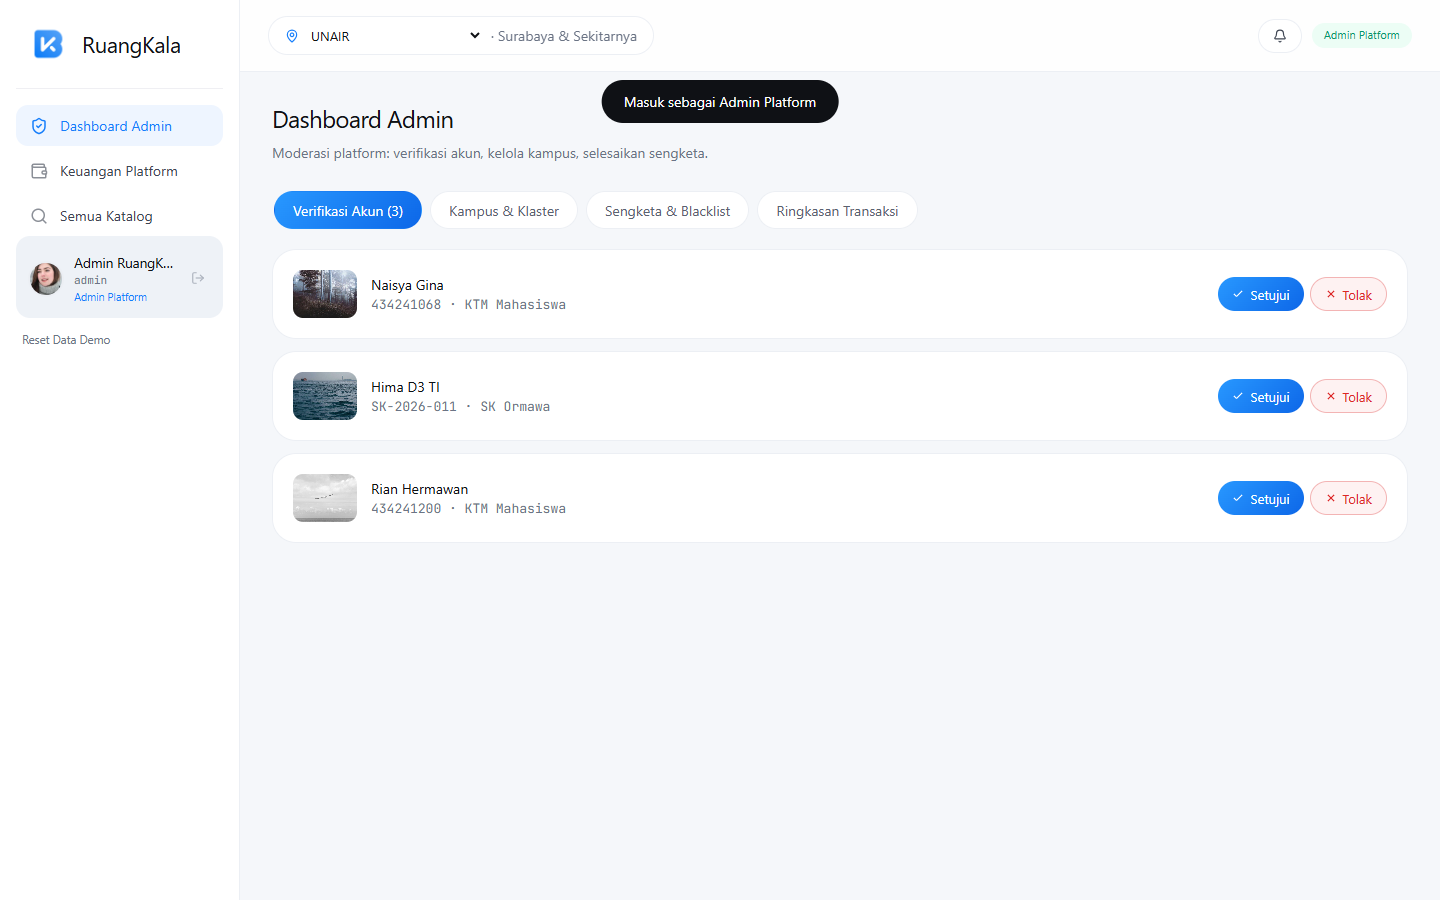 RuangKala
UNAIR · Surabaya & Sekitarnya
Admin Platform
Masuk sebagai Admin Platform
Dashboard Admin
Keuangan Platform
Semua Katalog
Admin RuangK...
admin
Admin Platform
Reset Data Demo
Dashboard Admin
Moderasi platform: verifikasi akun, kelola kampus, selesaikan sengketa.
Verifikasi Akun (3)
Kampus & Klaster
Sengketa & Blacklist
Ringkasan Transaksi
Naisya Gina
434241068 · KTM Mahasiswa
Setujui
Tolak
Hima D3 TI
SK-2026-011 · SK Ormawa
Setujui
Tolak
Rian Hermawan
434241200 · KTM Mahasiswa
Setujui
Tolak